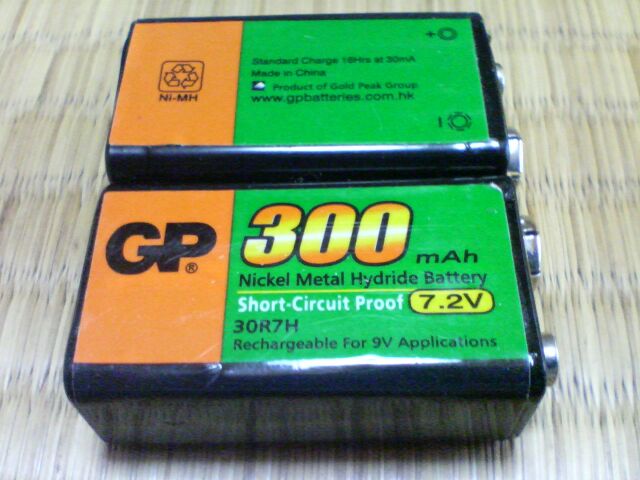 Standard Charge 16Hrs at 30mA
Made in China
Product of Gold Peak Group
www.gpbatteries.com.hk
Ni-MH
+
GP®
300 mAh
Nickel Metal Hydride Battery
Short-Circuit Proof 7.2V
30R7H
Rechargeable For 9V Applications